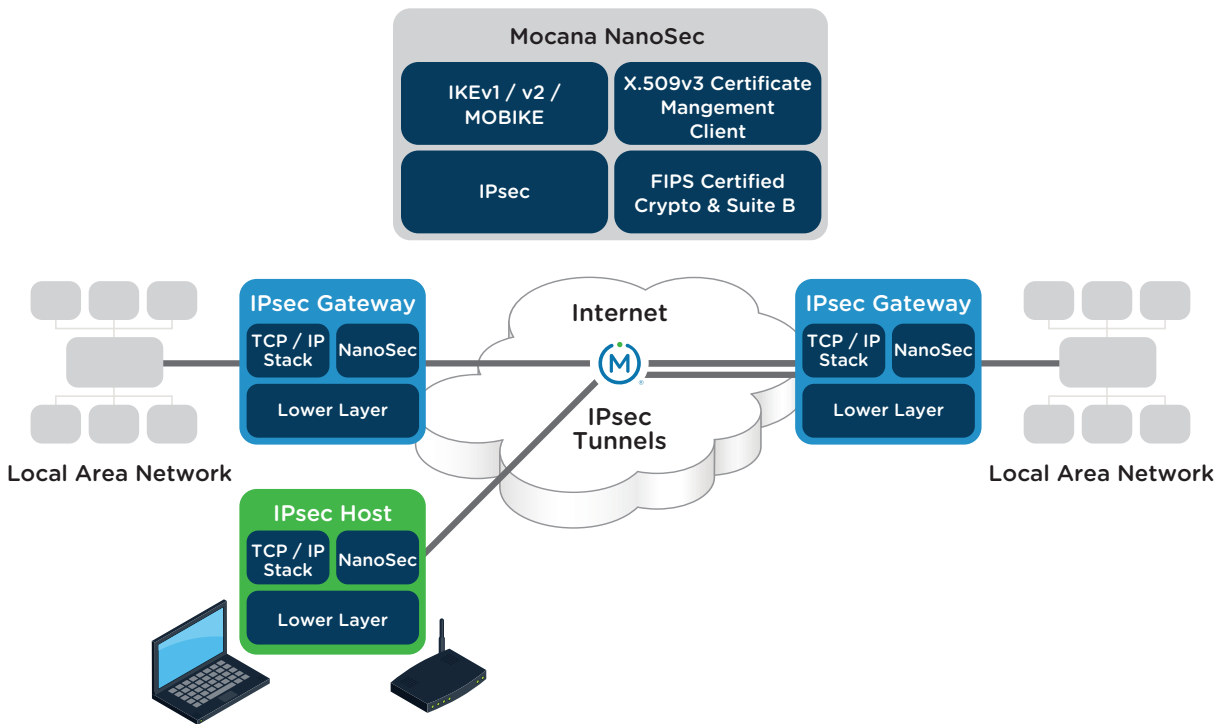 Mocana NanoSec
IKEv1 / v2 /
MOBIKE
X.509v3 Certificate
Mangement
Client
IPsec
FIPS Certified
Crypto & Suite B
IPsec Gateway
TCP / IP
Stack
NanoSec
Lower Layer
Local Area Network
Internet
M
®
IPsec
Tunnels
IPsec Gateway
TCP / IP
Stack
NanoSec
Lower Layer
Local Area Network
IPsec Host
TCP / IP
Stack
NanoSec
Lower Layer